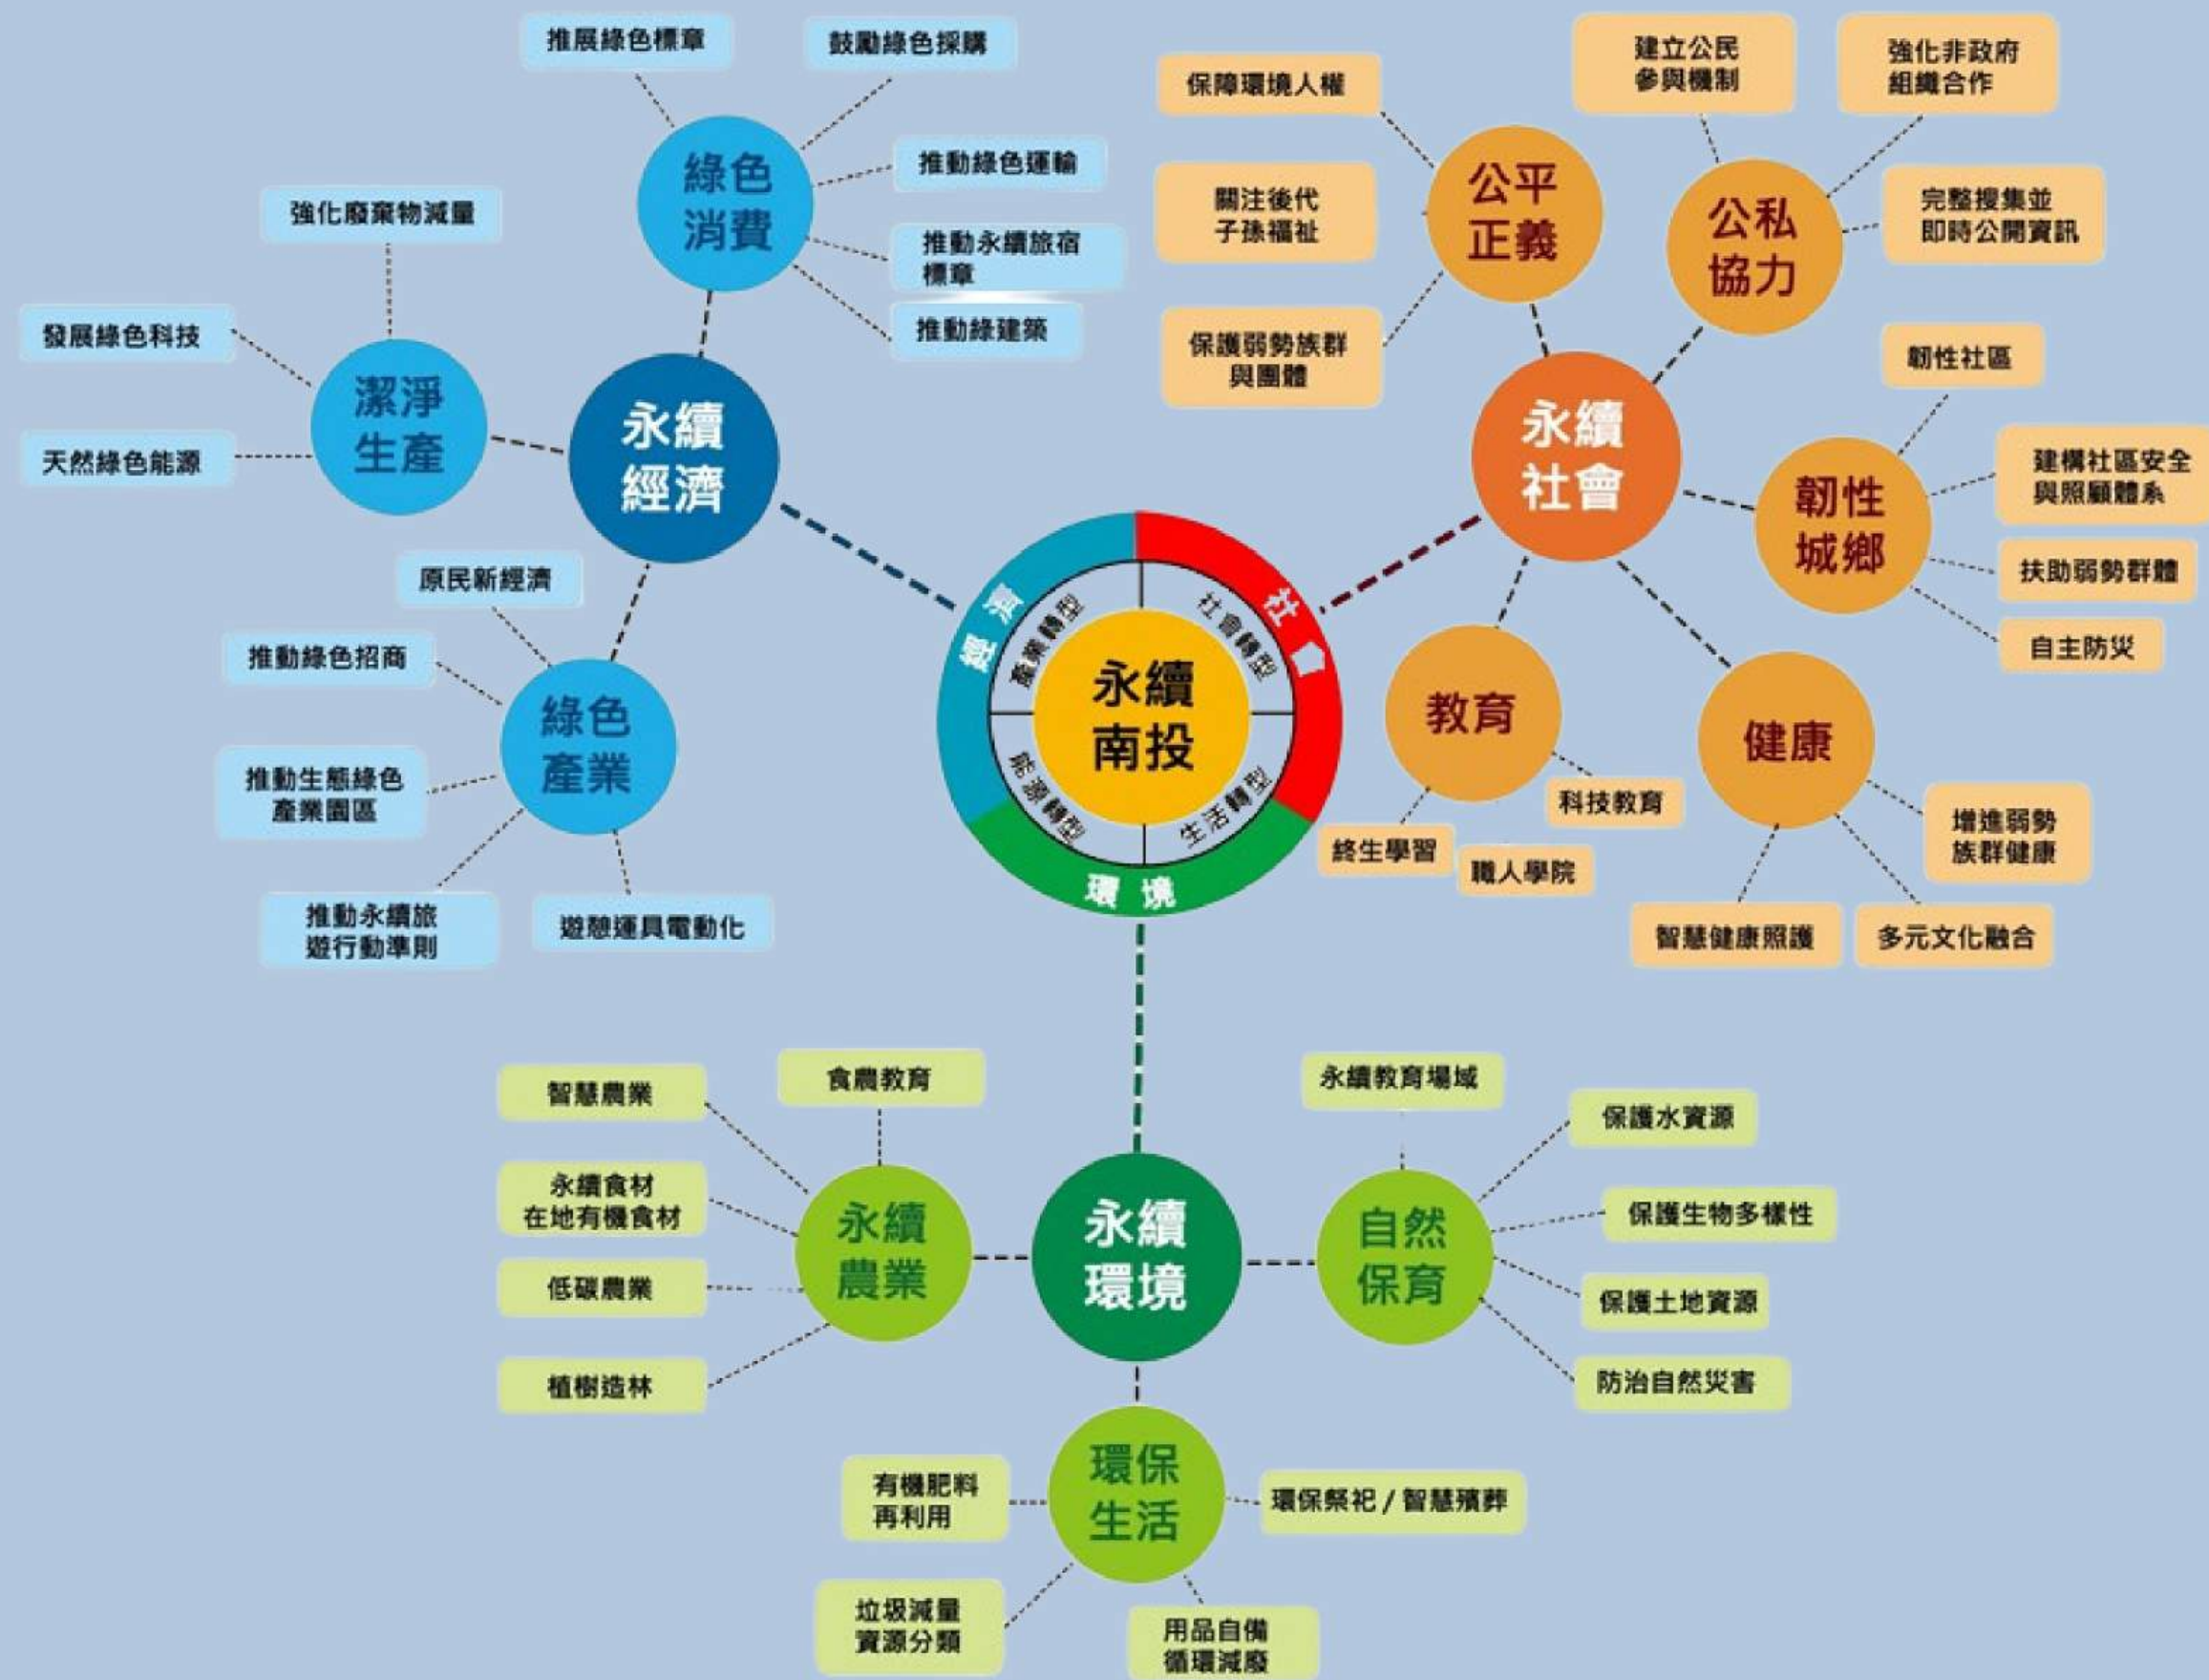 推展綠色標章
鼓勵綠色採購
綠色
消費
推動綠色運輸
推動永續旅宿
標章
推動綠建築
強化廢棄物減量
發展綠色科技
天然綠色能源
潔淨
生產
永續
經濟
原民新經濟
推動綠色招商
綠色
產業
推動生態綠色
產業園區
推動永續旅
遊行動準則
遊憩運具電動化
保障環境人權
關注後代
子孫福祉
保護弱勢族群
與團體
公平
正義
建立公民
參與機制
強化非政府
組織合作
公私
協力
完整搜集並
即時公開資訊
永續
社會
韌性社區
韌性
城鄉
建構社區安全
與照顧體系
扶助弱勢群體
自主防災
教育
科技教育
終生學習
職人學院
健康
增進弱勢
族群健康
智慧健康照護
多元文化融合
經濟
社
環境
產業轉型
社會轉型
能源轉型
生活轉型
永續
南投
智慧農業
食農教育
永續食材
在地有機食材
低碳農業
植樹造林
永續
農業
永續
環境
永續教育場域
保護水資源
自然
保育
保護生物多樣性
保護土地資源
防治自然災害
環保
生活
有機肥料
再利用
環保祭祀 / 智慧殯葬
垃圾減量
資源分類
用品自備
循環減廢